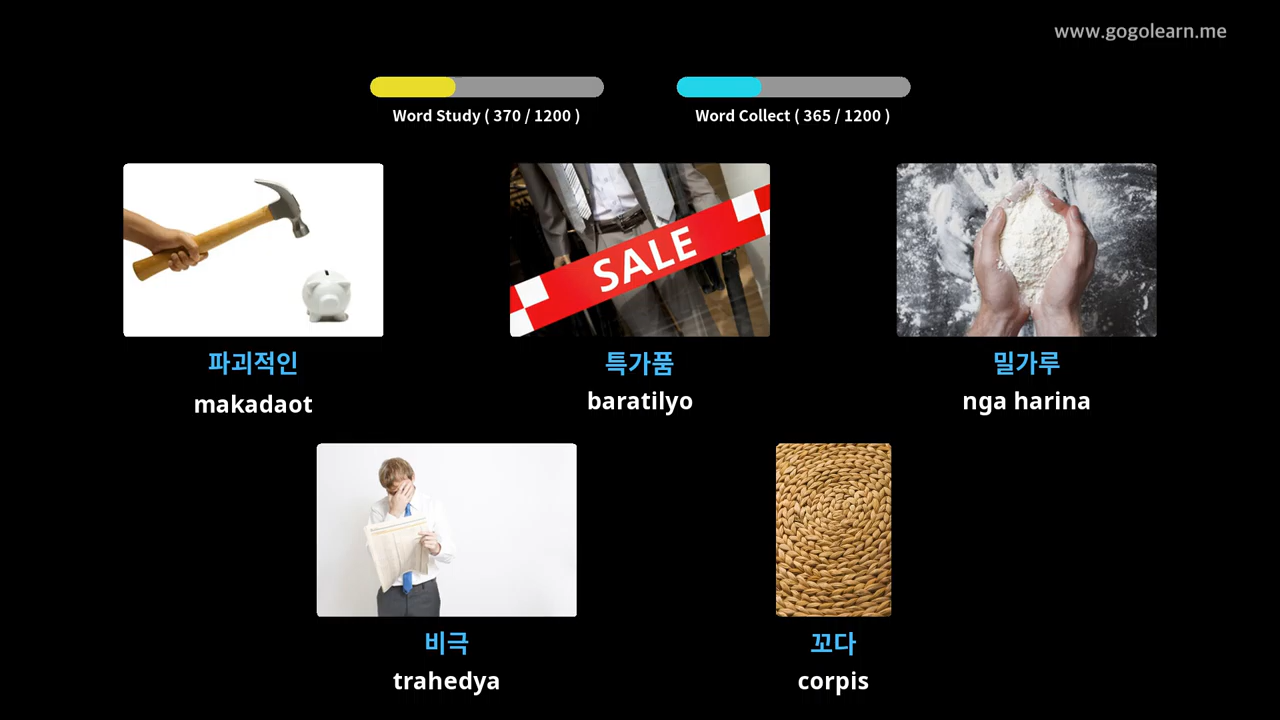 www.gogolearn.me
Word Study ( 370 / 1200 )
Word Collect ( 365 / 1200 )
SALE
파괴적인
makadaot
특가품
baratilyo
밀가루
nga harina
비극
trahedya
꼬다
corpis